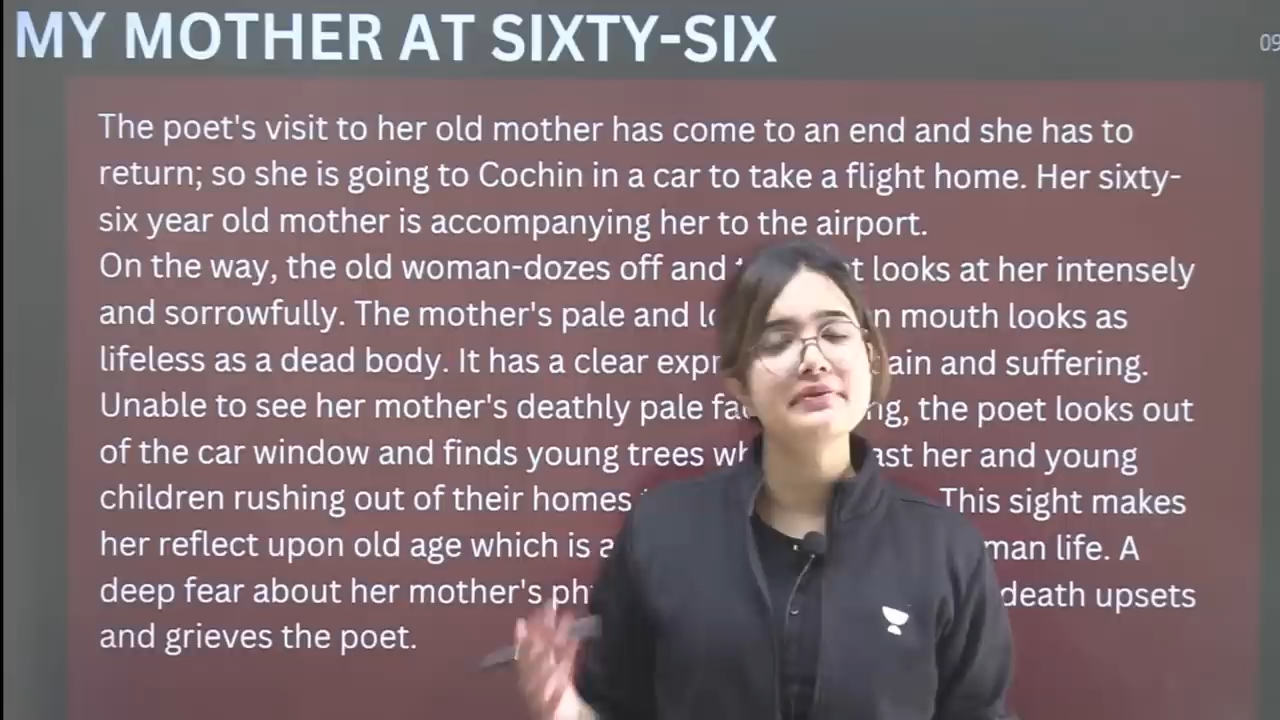 MY MOTHER AT SIXTY-SIX
09
The poet's visit to her old mother has come to an end and she has to
return; so she is going to Cochin in a car to take a flight home. Her sixty-
six year old mother is accompanying her to the airport.
On the way, the old woman-dozes off and looks at her intensely
and sorrowfully. The mother's pale and mouth looks as
lifeless as a dead body. It has a clear and suffering.
Unable to see her mother's deathly pale the poet looks out
of the car window and finds young trees her and young
children rushing out of their homes This sight makes
her reflect upon old age which is a life. A
deep fear about her mother's death upsets
and grieves the poet.